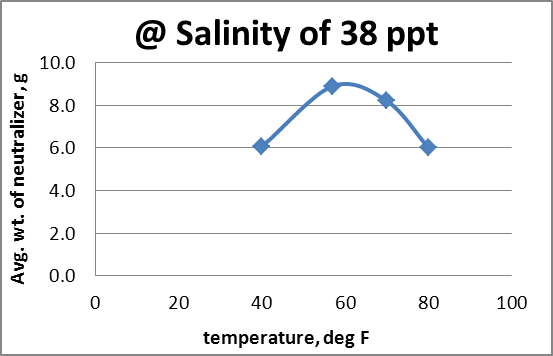 @ Salinity of 38 ppt
Avg. wt. of neutralizer, g
10.0
8.0
6.0
4.0
2.0
0.0
0 20 40 60 80 100
temperature, deg F